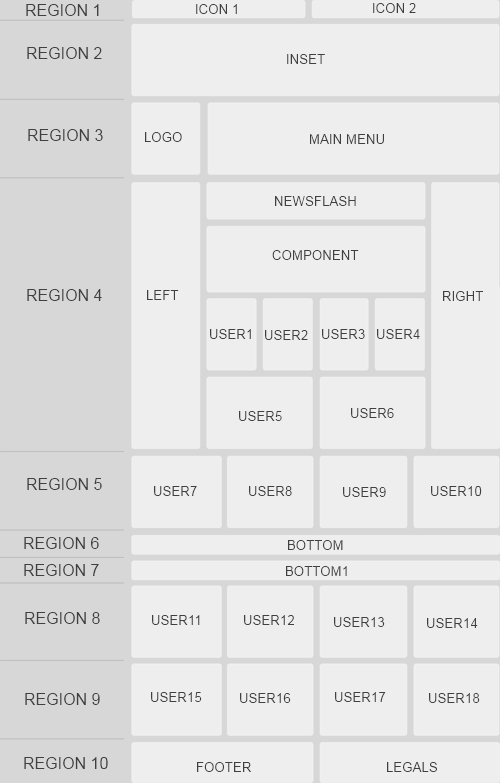 REGION 1
ICON 1
ICON 2
REGION 2
INSET
REGION 3
LOGO
MAIN MENU
REGION 4
LEFT
NEWSFLASH
COMPONENT
USER1
USER2
USER3
USER4
USER5
USER6
RIGHT
REGION 5
USER7
USER8
USER9
USER10
REGION 6
BOTTOM
REGION 7
BOTTOM1
REGION 8
USER11
USER12
USER13
USER14
REGION 9
USER15
USER16
USER17
USER18
REGION 10
FOOTER
LEGALS